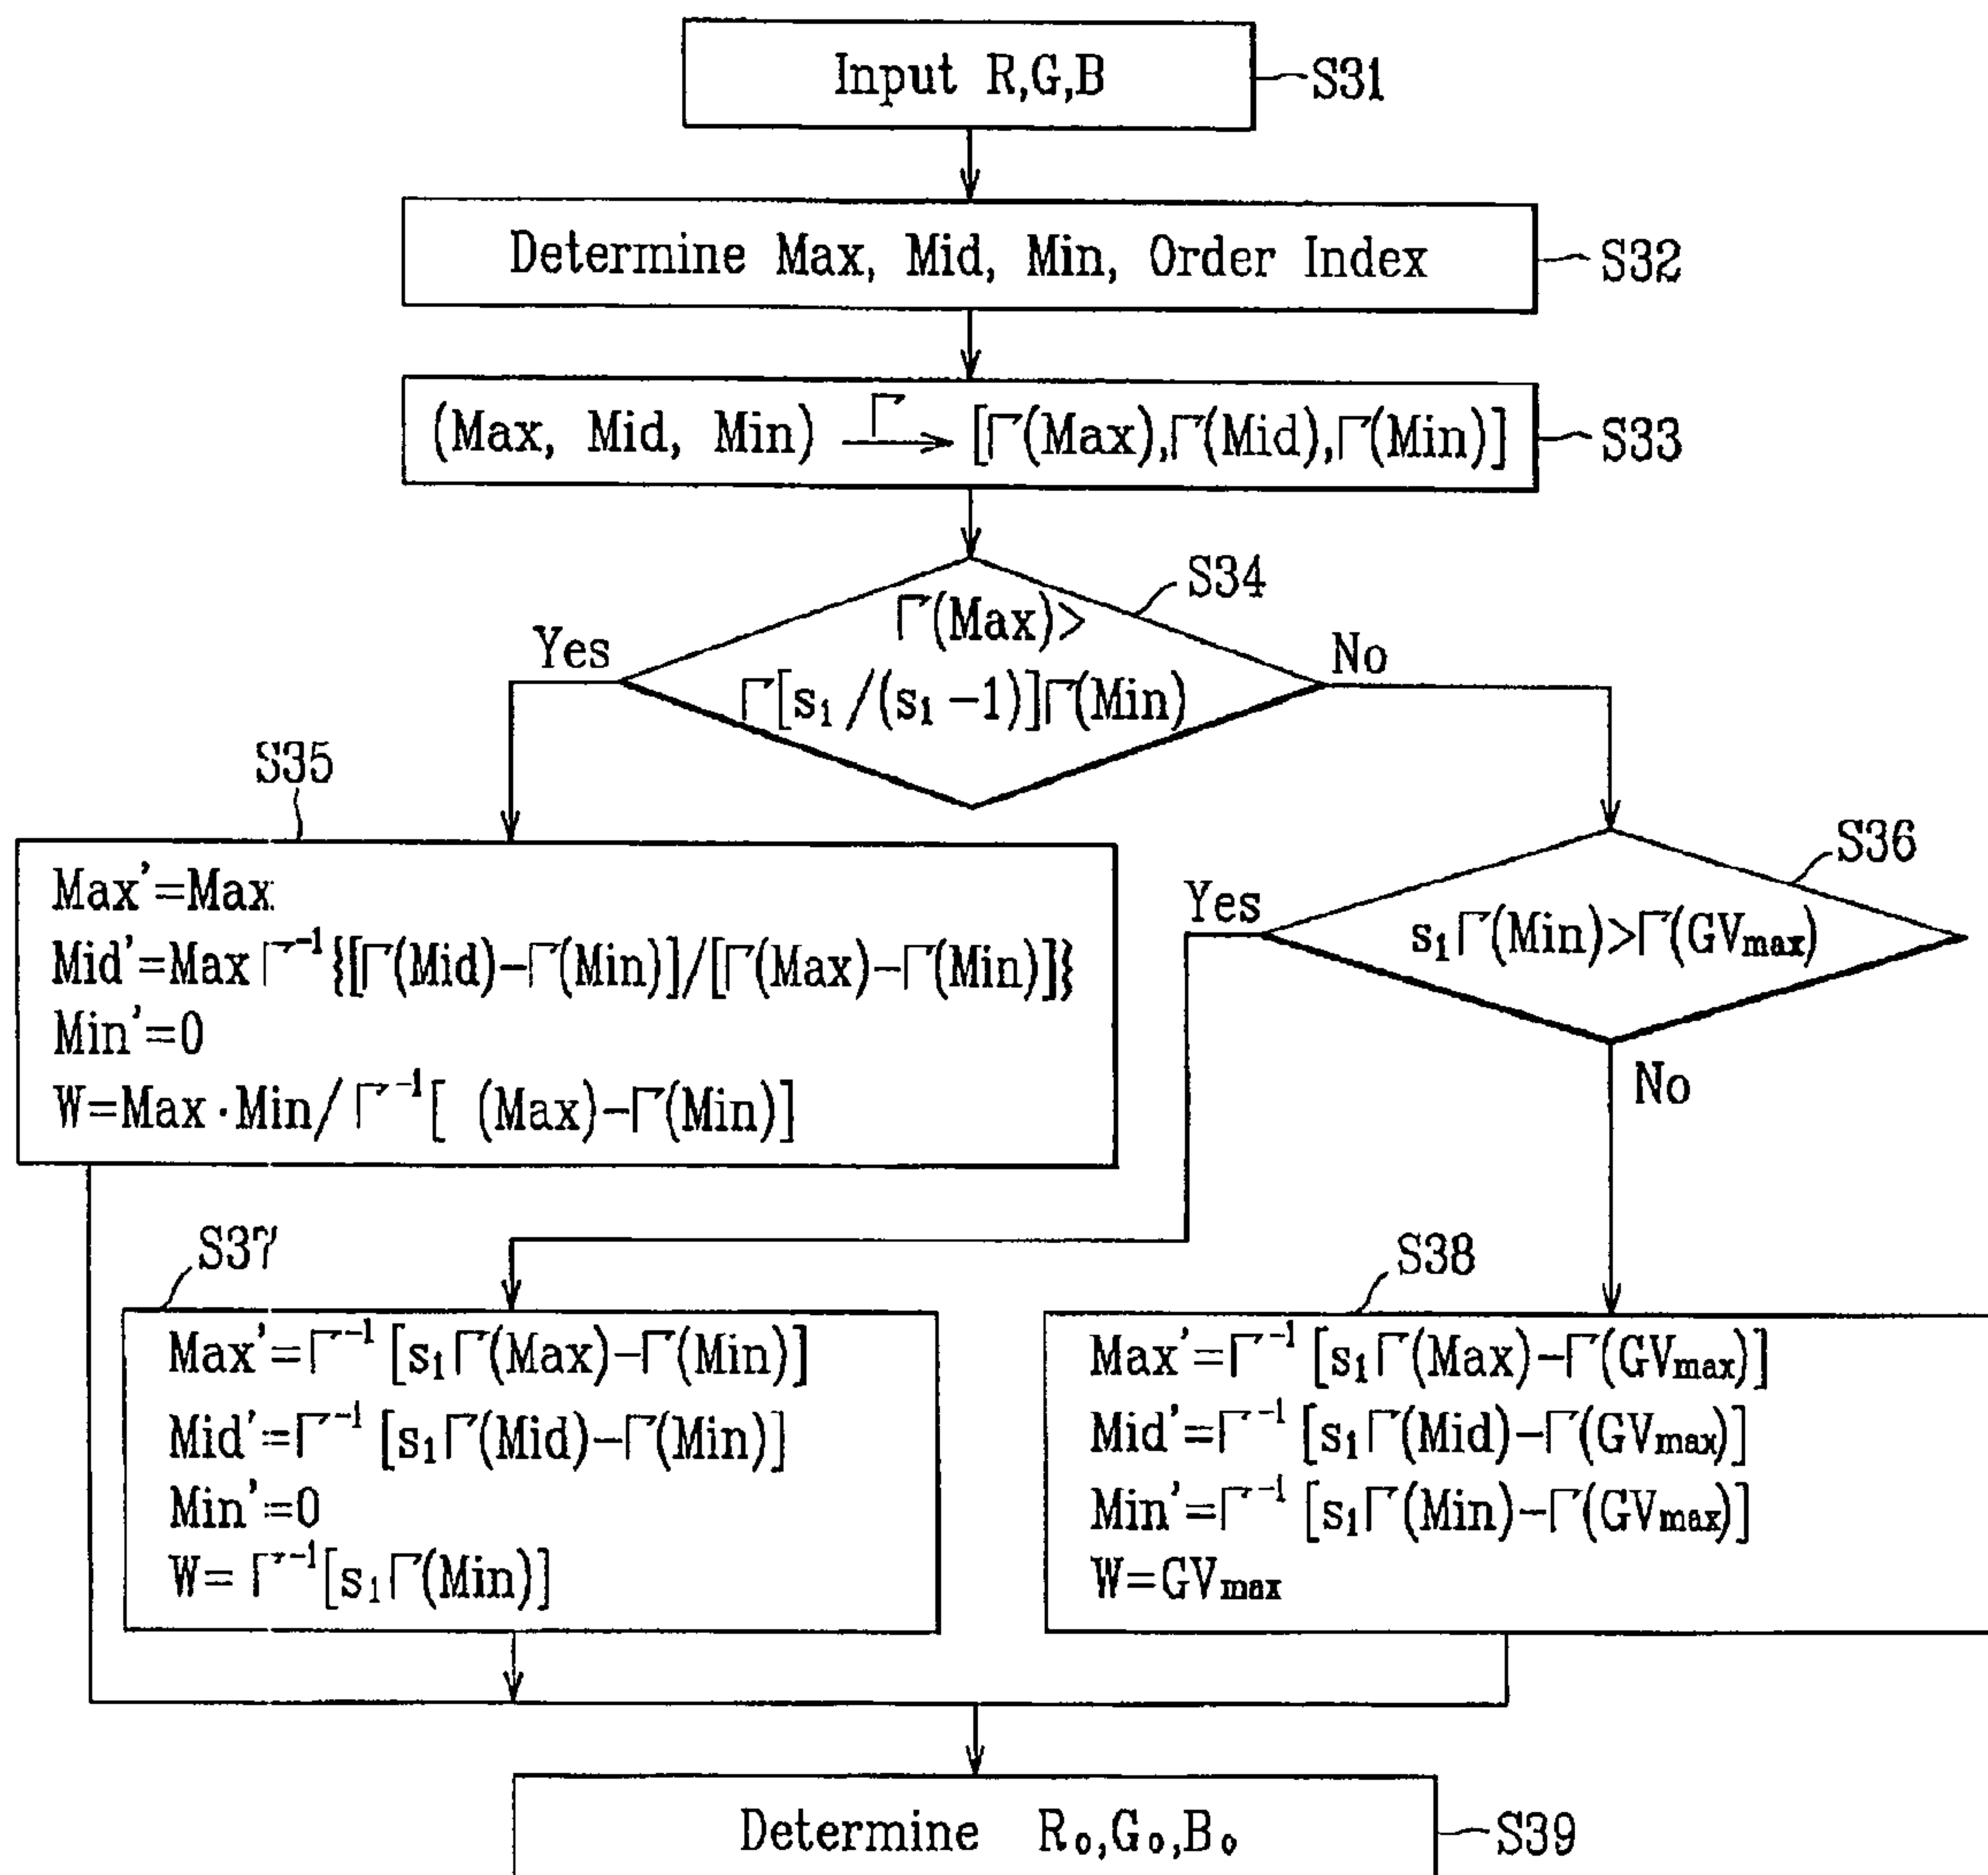 Input R,G,B
S31
Determine Max, Mid, Min, Order Index
S32
(Max, Mid, Min) Γ→ [Γ(Max),Γ(Mid),Γ(Min)]
S33
S34
Γ(Max)>
Γ[s₁/(s₁-1)]Γ(Min)
Yes
No
S35
Max'=Max
Mid'=Max Γ⁻¹{[Γ(Mid)-Γ(Min)]/[Γ(Max)-Γ(Min)]}
Min'=0
W=Max·Min/Γ⁻¹[ (Max)-Γ(Min)]
S36
s₁Γ(Min)>Γ(GVmax)
Yes
No
S37
Max'=Γ⁻¹[s₁Γ(Max)-Γ(Min)]
Mid'=Γ⁻¹[s₁Γ(Mid)-Γ(Min)]
Min'=0
W=Γ⁻¹[s₁Γ(Min)]
S38
Max'=Γ⁻¹[s₁Γ(Max)-Γ(GVmax)]
Mid'=Γ⁻¹[s₁Γ(Mid)-Γ(GVmax)]
Min'=Γ⁻¹[s₁Γ(Min)-Γ(GVmax)]
W=GVmax
Determine R₀,G₀,B₀
S39